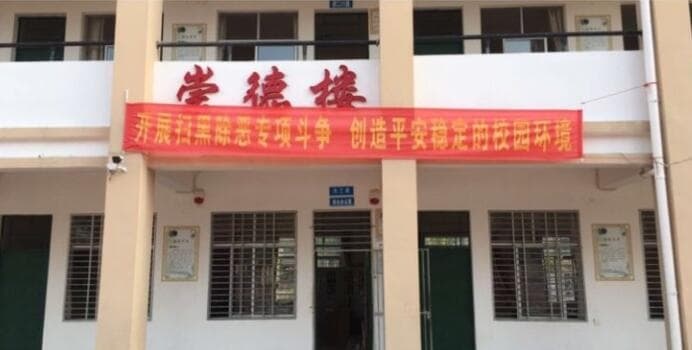 崇德楼
开展扫黑除恶专项斗争 创造平安稳定的校园环境